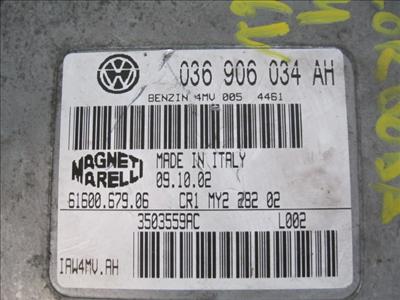 036 906 034 AH
BENZIN 4MV 005 4461
MAGNETI
MARELLI
MADE IN ITALY
09.10.02
61600.679.06 CR1 MY2 282 02
3503559AC L002
IAW4MV.AH